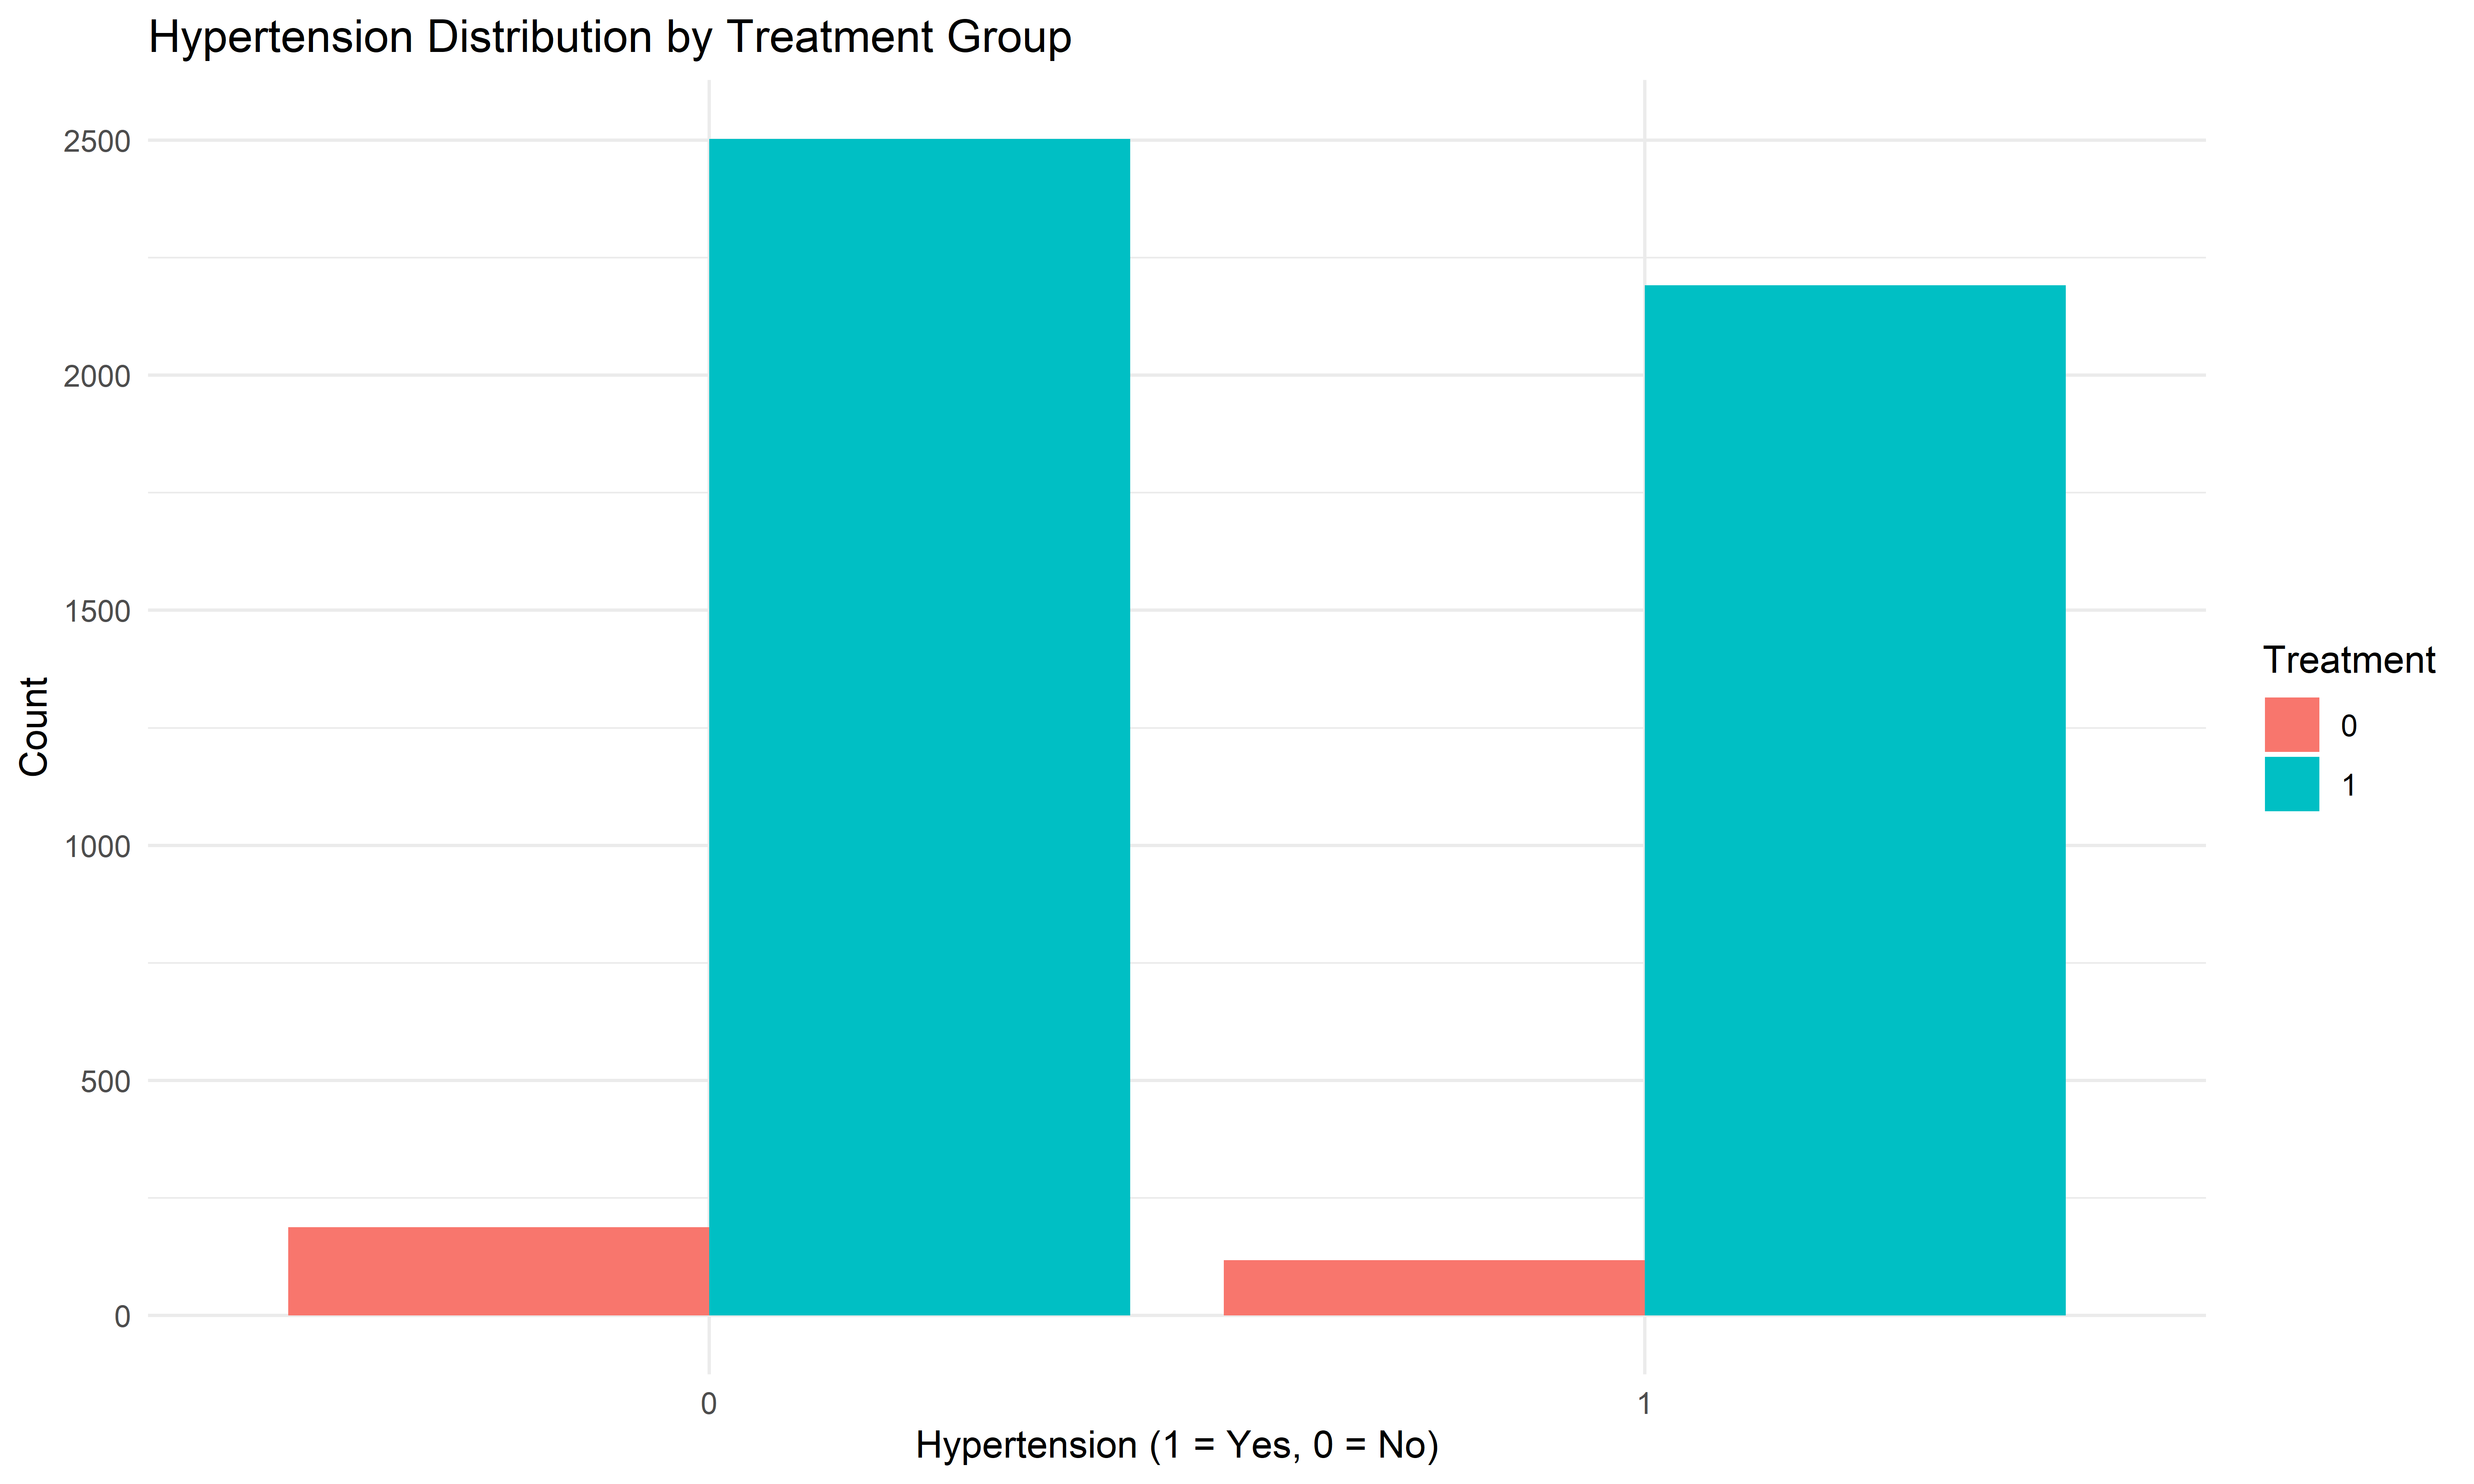 Hypertension Distribution by Treatment Group
2500
2000
1500
1000
500
0
Count
0
1
Hypertension (1 = Yes, 0 = No)
Treatment
0
1